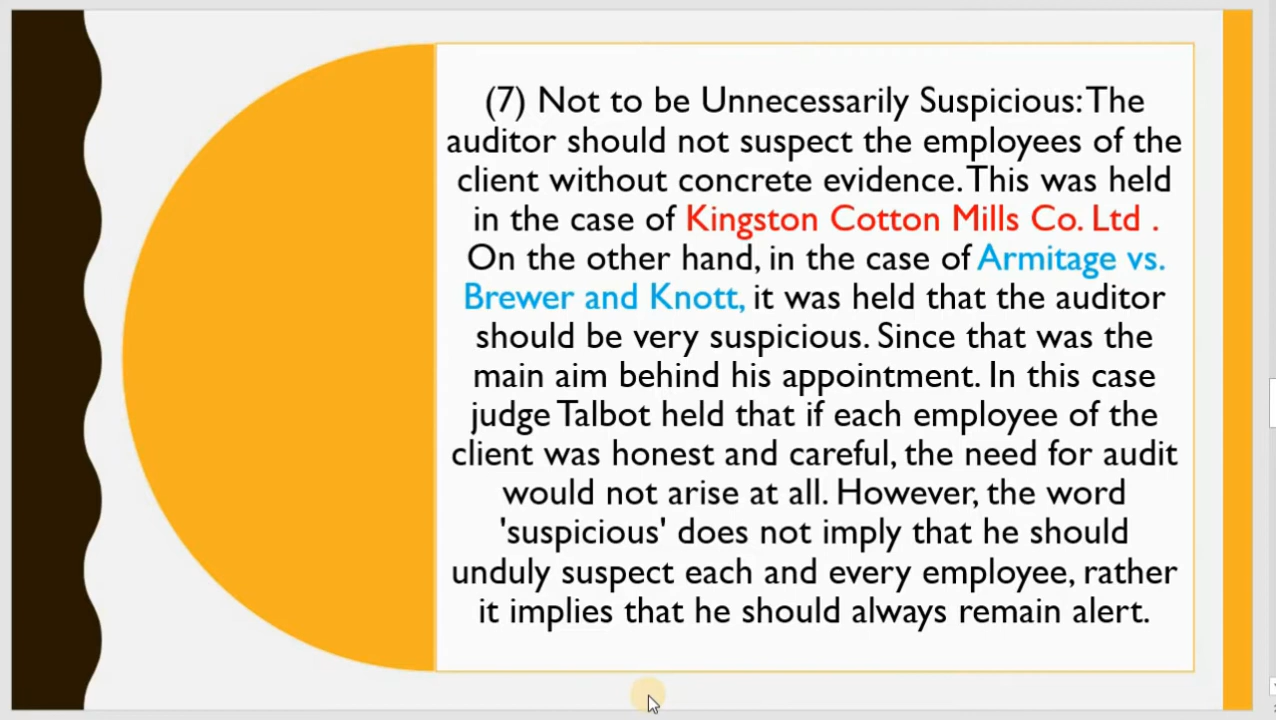 (7) Not to be Unnecessarily Suspicious: The
auditor should not suspect the employees of the
client without concrete evidence. This was held
in the case of Kingston Cotton Mills Co. Ltd .
On the other hand, in the case of Armitage vs.
Brewer and Knott, it was held that the auditor
should be very suspicious. Since that was the
main aim behind his appointment. In this case
judge Talbot held that if each employee of the
client was honest and careful, the need for audit
would not arise at all. However, the word
'suspicious' does not imply that he should
unduly suspect each and every employee, rather
it implies that he should always remain alert.